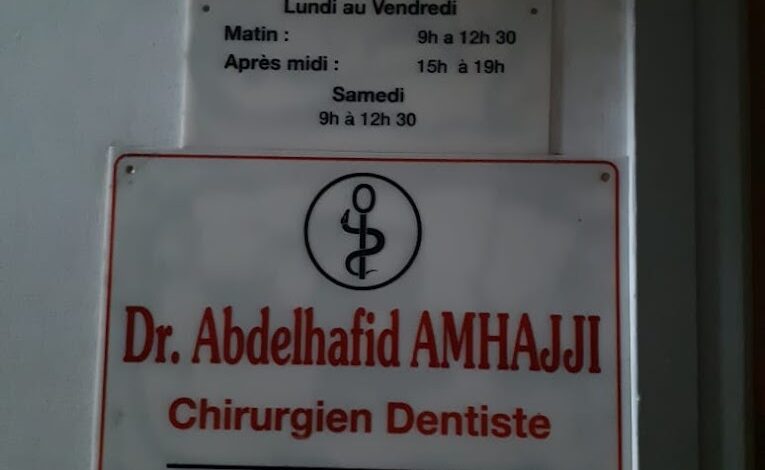 Lundi au Vendredi
Matin : 9h a 12h 30
Après midi : 15h à 19h
Samedi
9h à 12h 30
Dr. Abdelhafid AMHAJJI
Chirurgien Dentiste